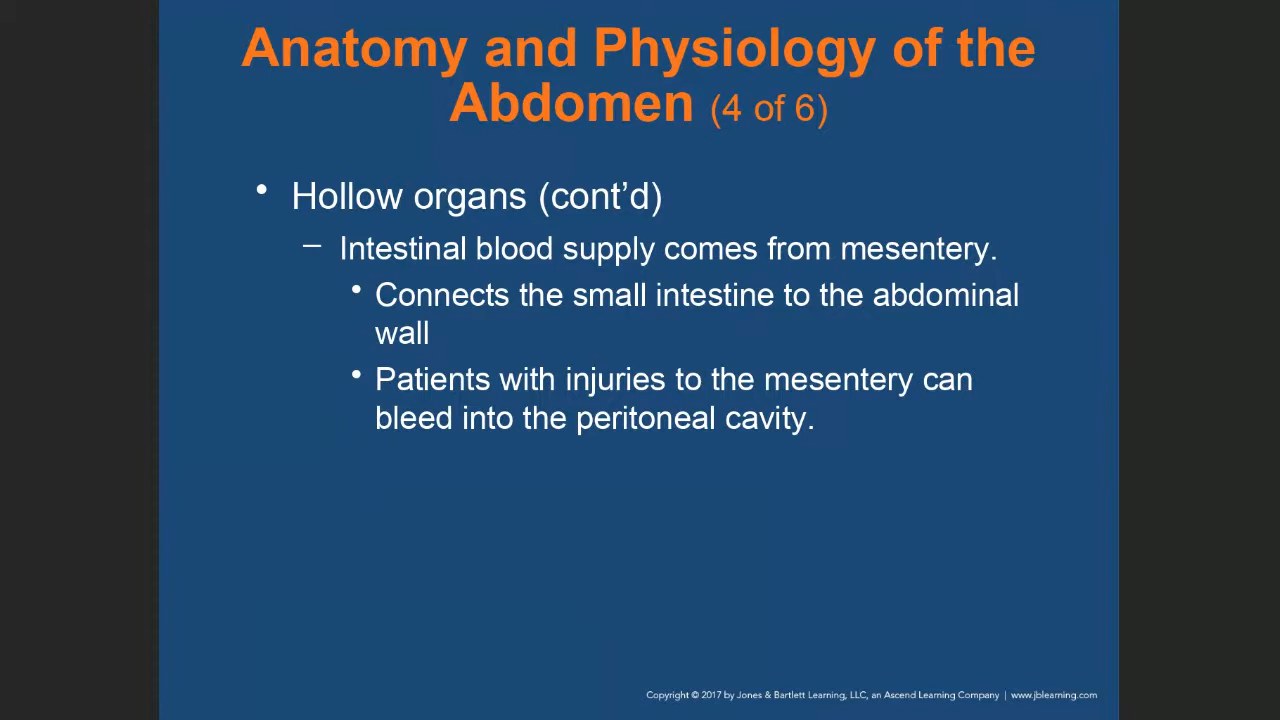 Anatomy and Physiology of the
Abdomen (4 of 6)
• Hollow organs (cont’d)
– Intestinal blood supply comes from mesentery.
• Connects the small intestine to the abdominal
wall
• Patients with injuries to the mesentery can
bleed into the peritoneal cavity.
Copyright © 2017 by Jones & Bartlett Learning, LLC, an Ascend Learning Company | www.jblearning.com